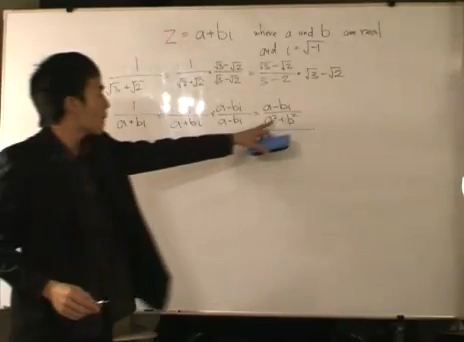 z = a+bi where a and b are real
and i = √-1
1/(√3+√2) = 1/(√3+√2) · (√3-√2)/(√3-√2) = (√3-√2)/(3-2) = √3-√2
1/(a+bi) = 1/(a+bi) · (a-bi)/(a-bi) = (a-bi)/(a²+b²)